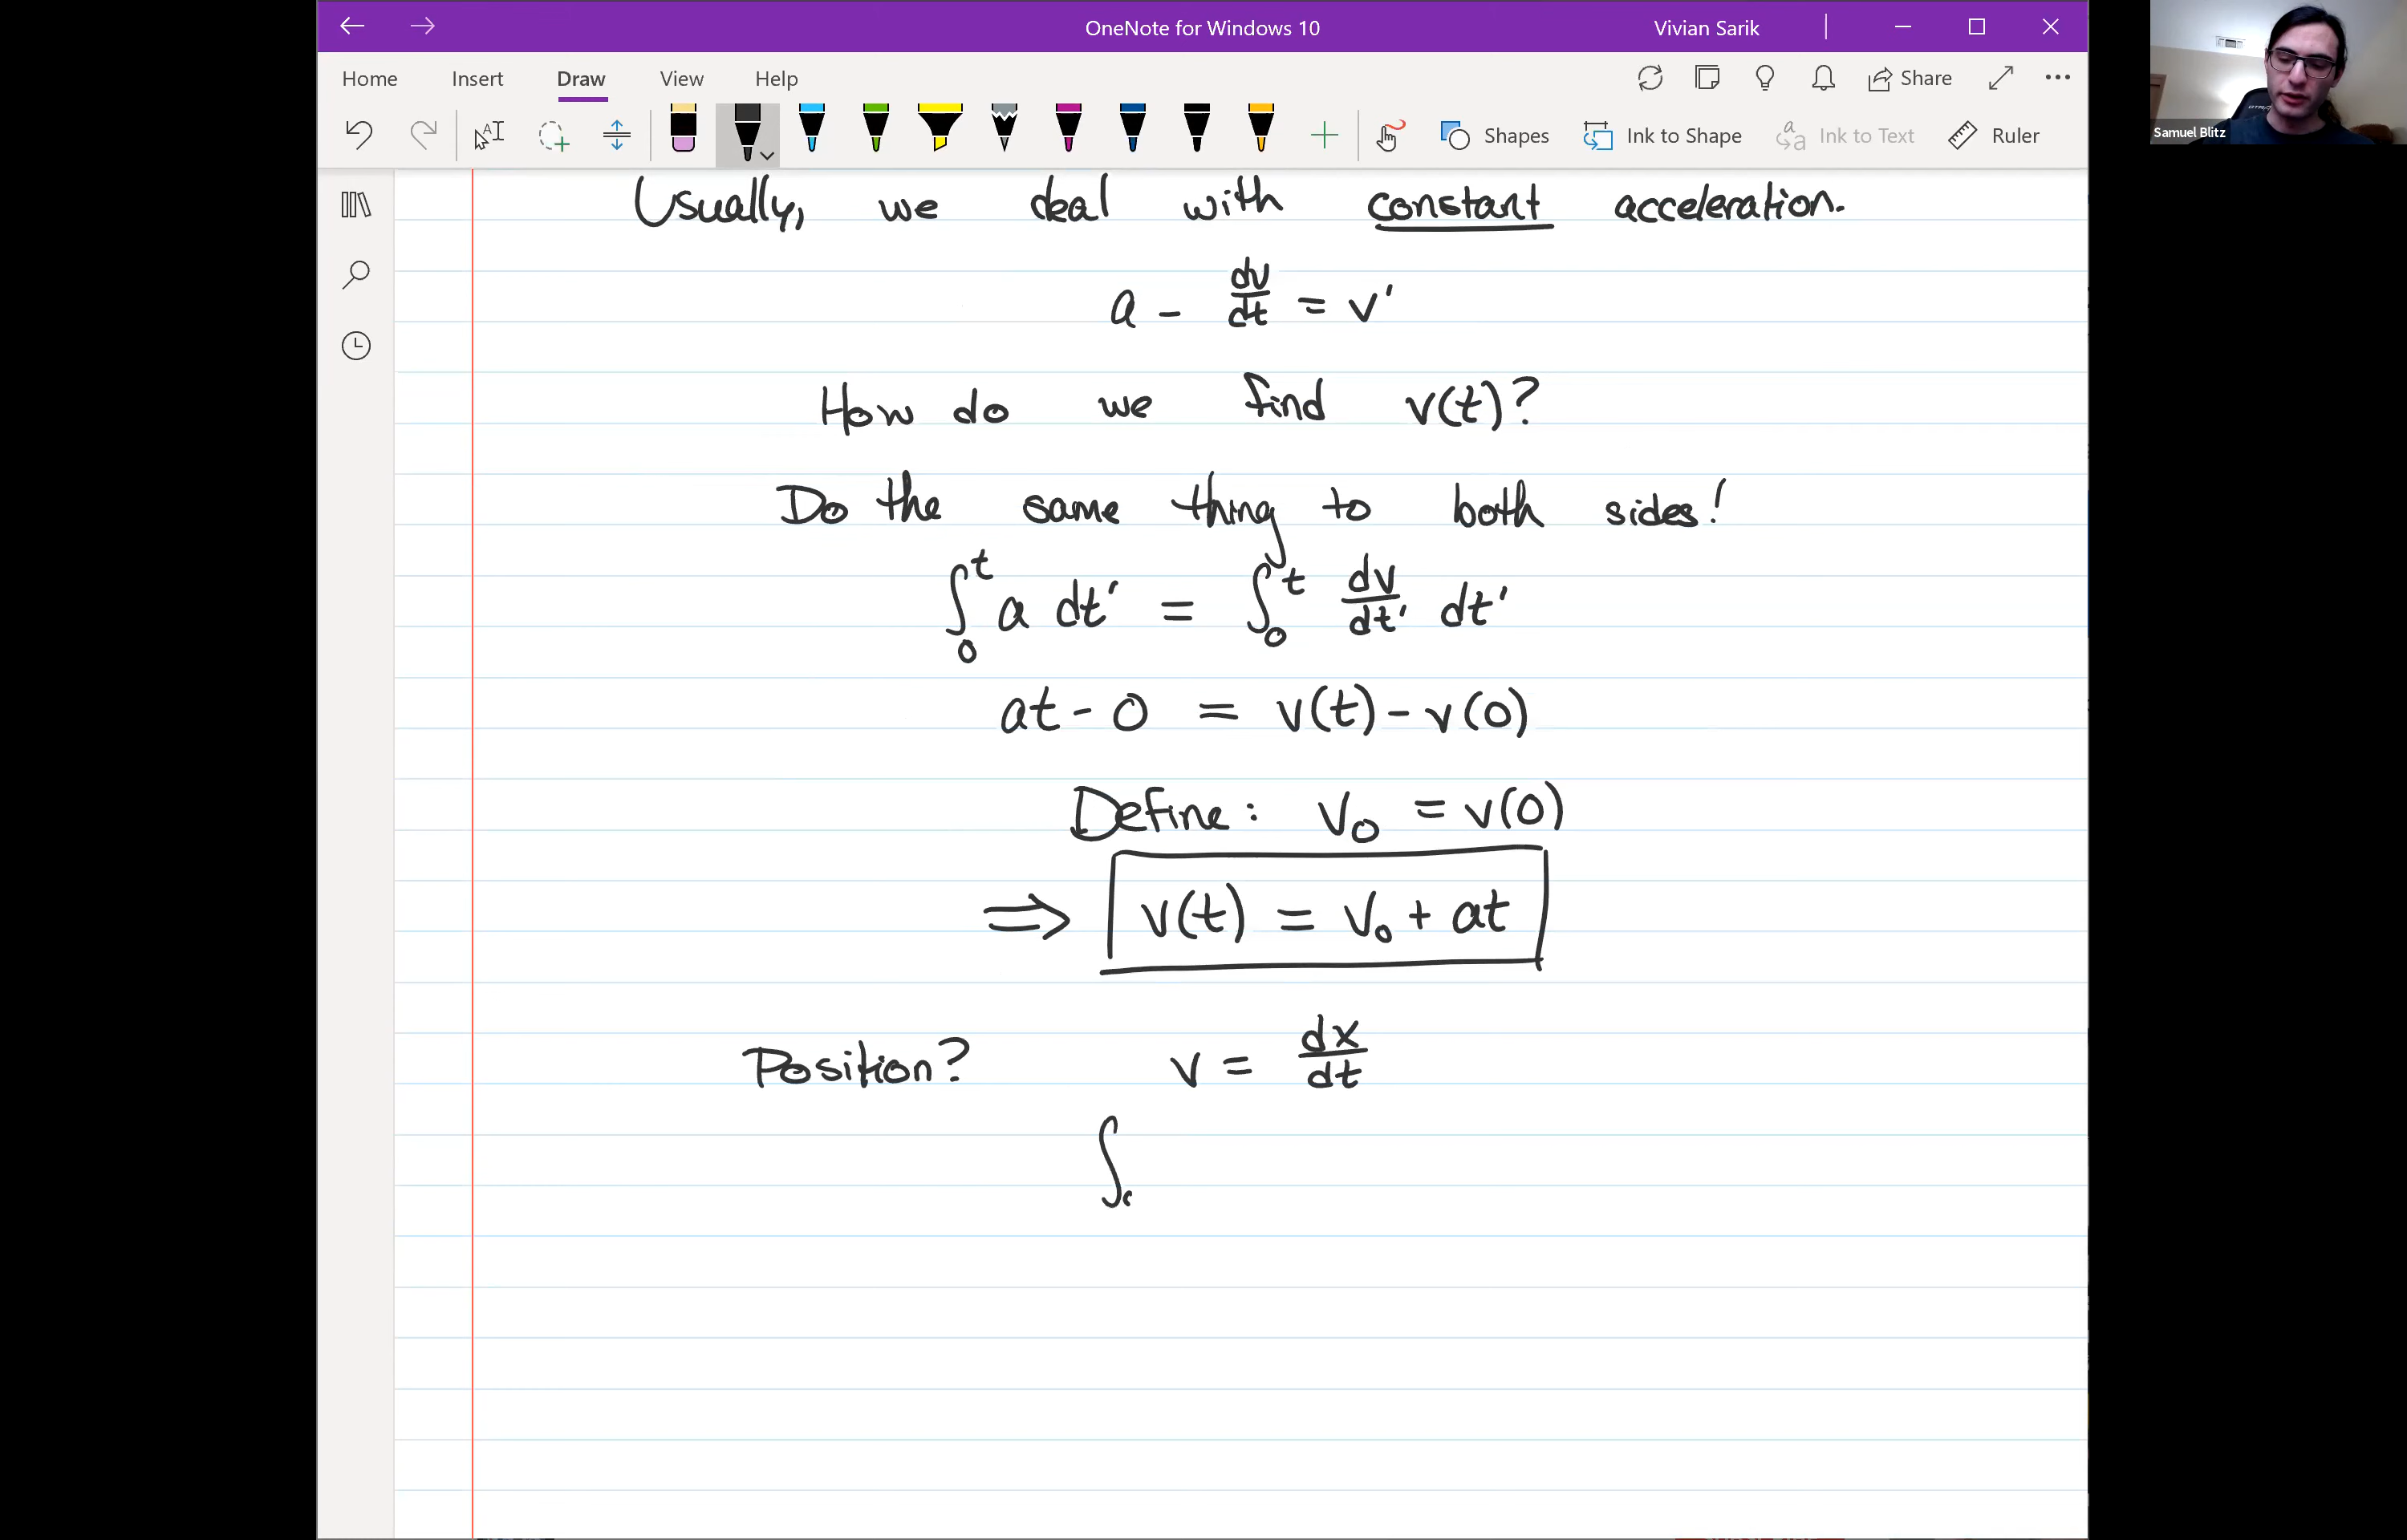 OneNote for Windows 10 Vivian Sarik
Home Insert Draw View Help Share
Shapes Ink to Shape Ink to Text Ruler
Samuel Blitz
Usually, we deal with constant acceleration.
a - dv/dt = v'
How do we find v(t)?
Do the same thing to both sides!
∫₀ᵗ a dt' = ∫₀ᵗ dv/dt' dt'
at - 0 = v(t) - v(0)
Define: v₀ = v(0)
⇒ v(t) = v₀ + at
Position? v = dx/dt
∫